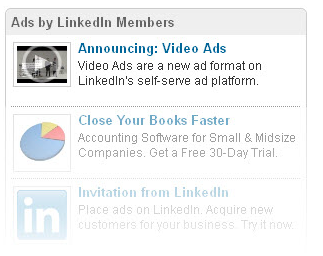 Ads by LinkedIn Members
Announcing: Video Ads
Video Ads are a new ad format on
LinkedIn's self-serve ad platform.
Close Your Books Faster
Accounting Software for Small & Midsize
Companies. Get a Free 30-Day Trial.
Invitation from LinkedIn
Place ads on LinkedIn. Acquire new
customers for your business. Try it now
in